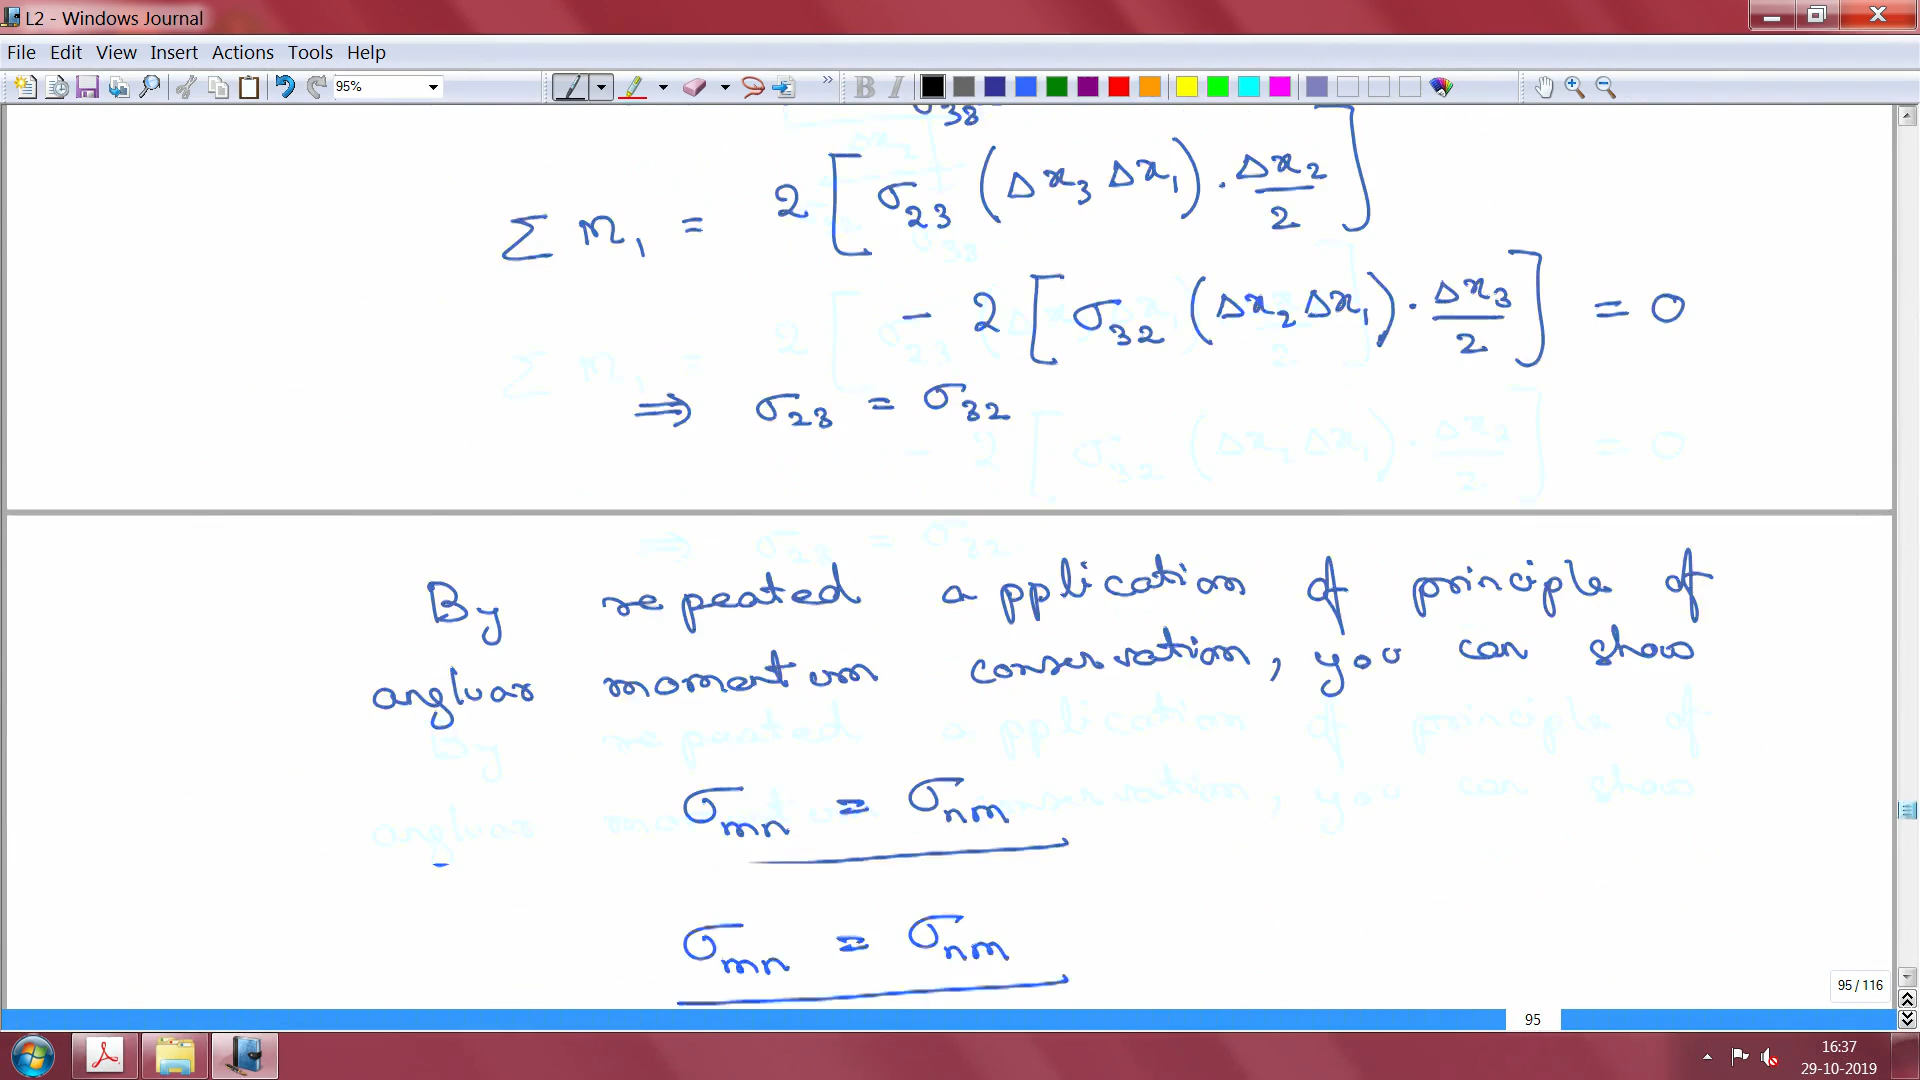 L2 - Windows Journal
File Edit View Insert Actions Tools Help
95%
B I
σ33
Σ M1 = 2 [ σ23 (Δx3 Δx1) · Δx2/2 ]
- 2 [ σ32 (Δx2 Δx1) · Δx3/2 ] = 0
⇒ σ23 = σ32
By repeated application of principle of
angluar momentum conservation, you can show
σmn = σnm
σmn = σnm
95 / 116
95
16:37
29-10-2019